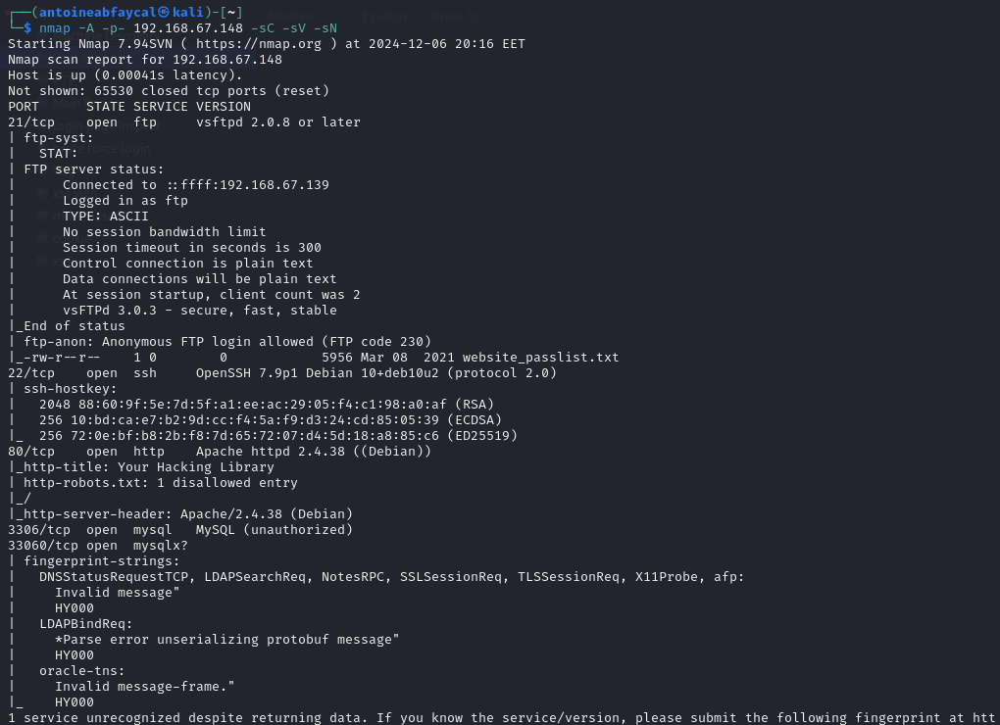 ┌──(antoineabfaycal㉿kali)-[~]
└─$ nmap -A -p- 192.168.67.148 -sC -sV -sN
Starting Nmap 7.94SVN ( https://nmap.org ) at 2024-12-06 20:16 EET
Nmap scan report for 192.168.67.148
Host is up (0.00041s latency).
Not shown: 65530 closed tcp ports (reset)
PORT      STATE SERVICE VERSION
21/tcp    open  ftp     vsftpd 2.0.8 or later
| ftp-syst:
|   STAT:
| FTP server status:
|      Connected to ::ffff:192.168.67.139
|      Logged in as ftp
|      TYPE: ASCII
|      No session bandwidth limit
|      Session timeout in seconds is 300
|      Control connection is plain text
|      Data connections will be plain text
|      At session startup, client count was 2
|      vsFTPd 3.0.3 - secure, fast, stable
|_End of status
| ftp-anon: Anonymous FTP login allowed (FTP code 230)
|_-rw-r--r--    1 0        0            5956 Mar 08  2021 website_passlist.txt
22/tcp    open  ssh     OpenSSH 7.9p1 Debian 10+deb10u2 (protocol 2.0)
| ssh-hostkey:
|   2048 88:60:9f:5e:7d:5f:a1:ee:ac:29:05:f4:c1:98:a0:af (RSA)
|   256 10:bd:ca:e7:b2:9d:cc:f4:5a:f9:d3:24:cd:85:05:39 (ECDSA)
|_  256 72:0e:bf:b8:2b:f8:7d:65:72:07:d4:5d:18:a8:85:c6 (ED25519)
80/tcp    open  http    Apache httpd 2.4.38 ((Debian))
|_http-title: Your Hacking Library
| http-robots.txt: 1 disallowed entry
|_/
|_http-server-header: Apache/2.4.38 (Debian)
3306/tcp  open  mysql   MySQL (unauthorized)
33060/tcp open  mysqlx?
| fingerprint-strings:
|   DNSStatusRequestTCP, LDAPSearchReq, NotesRPC, SSLSessionReq, TLSSessionReq, X11Probe, afp:
|     Invalid message"
|     HY000
|   LDAPBindReq:
|     *Parse error unserializing protobuf message"
|     HY000
|   oracle-tns:
|     Invalid message-frame."
|_    HY000
1 service unrecognized despite returning data. If you know the service/version, please submit the following fingerprint at htt